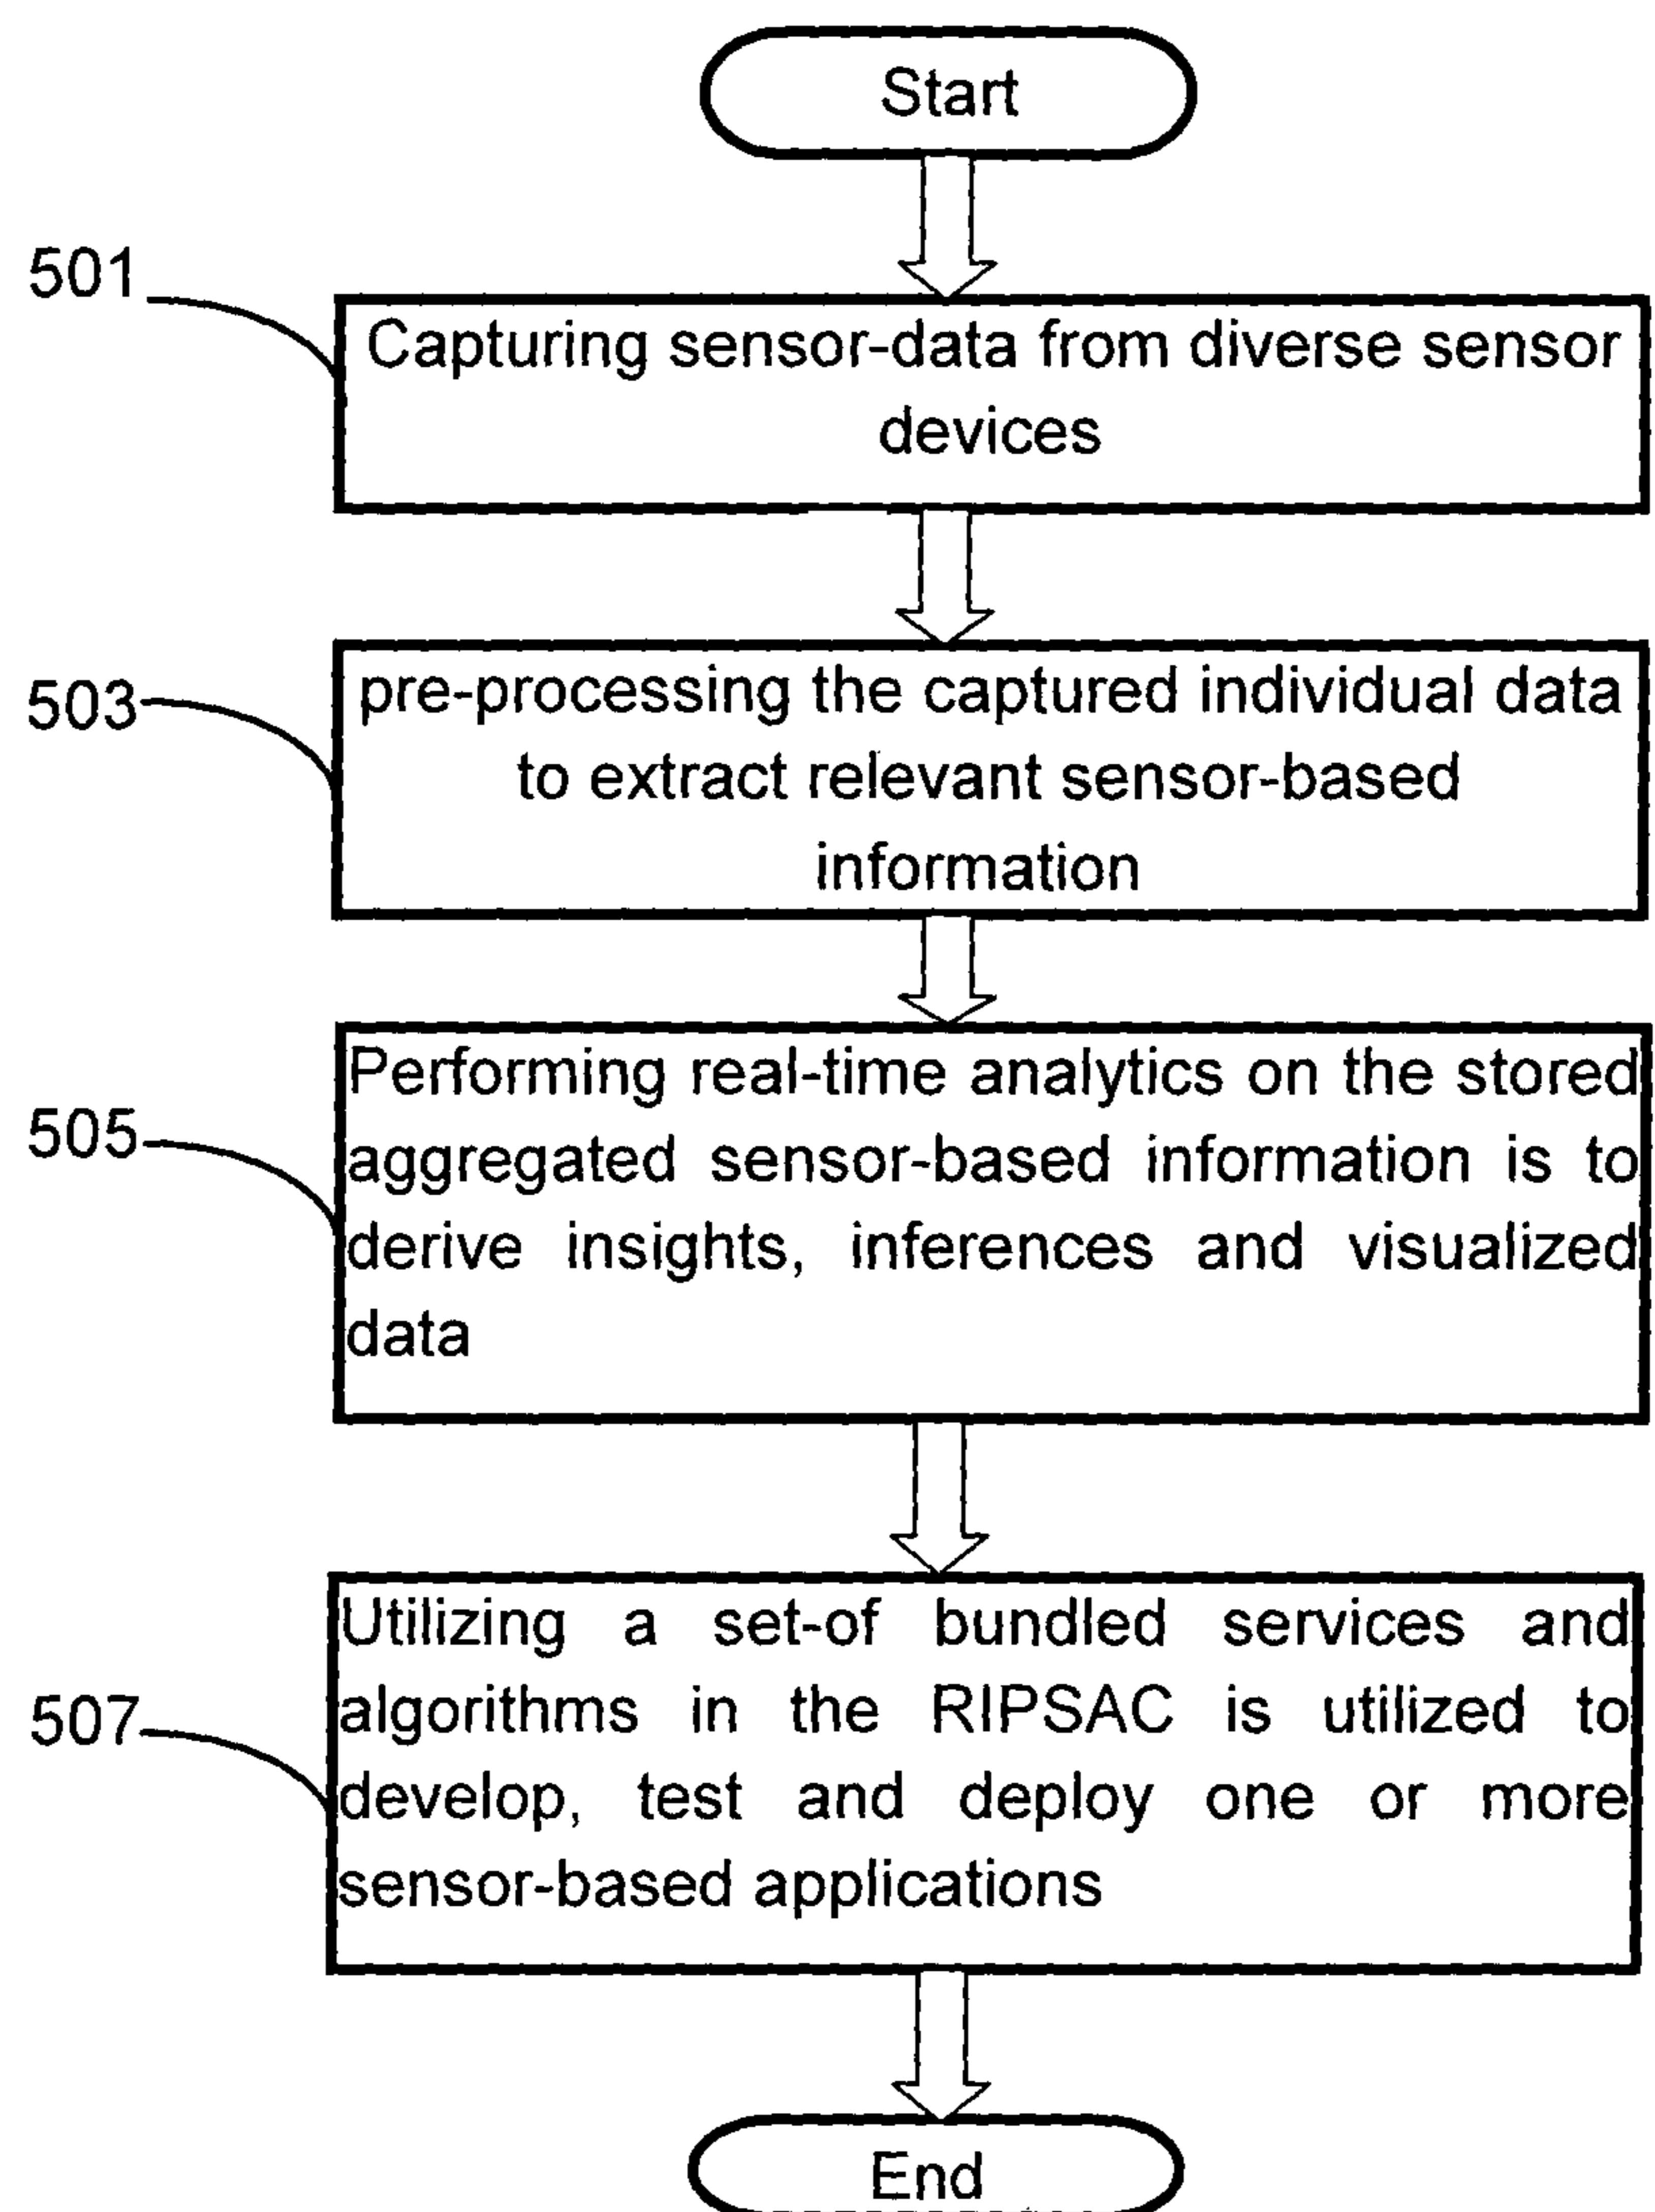 Start
501
Capturing sensor-data from diverse sensor
devices
503
pre-processing the captured individual data
to extract relevant sensor-based
information
505
Performing real-time analytics on the stored
aggregated sensor-based information is to
derive insights, inferences and visualized
data
507
Utilizing a set-of bundled services and
algorithms in the RIPSAC is utilized to
develop, test and deploy one or more
sensor-based applications
End